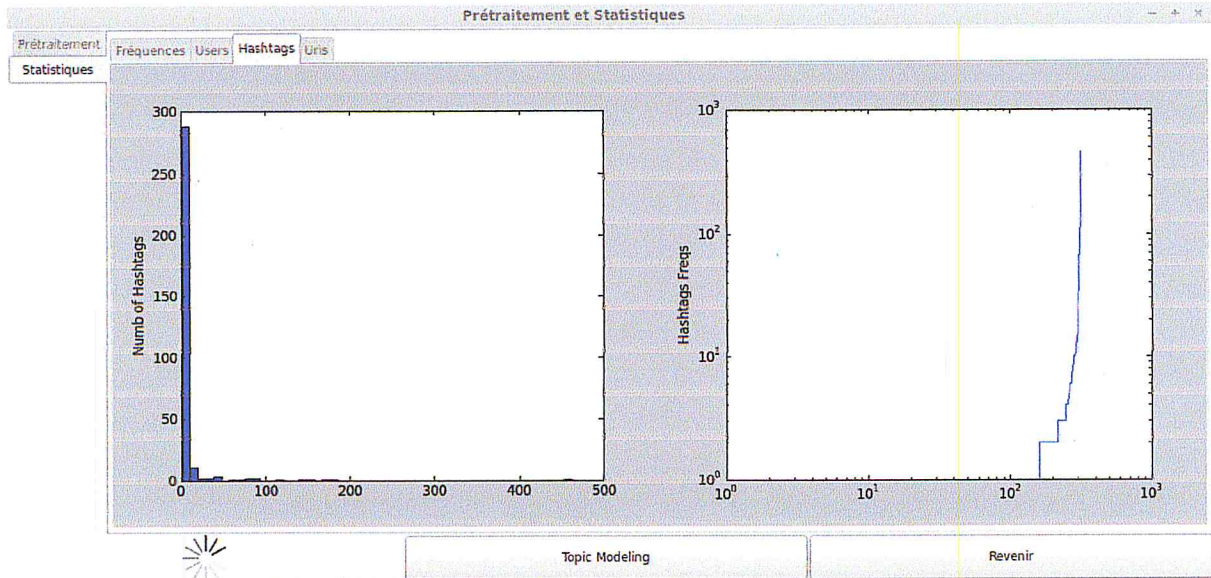 Prétraitement et Statistiques
Prétraitement
Statistiques
Fréquences Users Hashtags Urls
Numb of Hashtags
300
250
200
150
100
50
0
0 100 200 300 400 500
Hashtags Freqs
10³
10²
10¹
10⁰
10⁰ 10¹ 10² 10³
Topic Modeling
Revenir